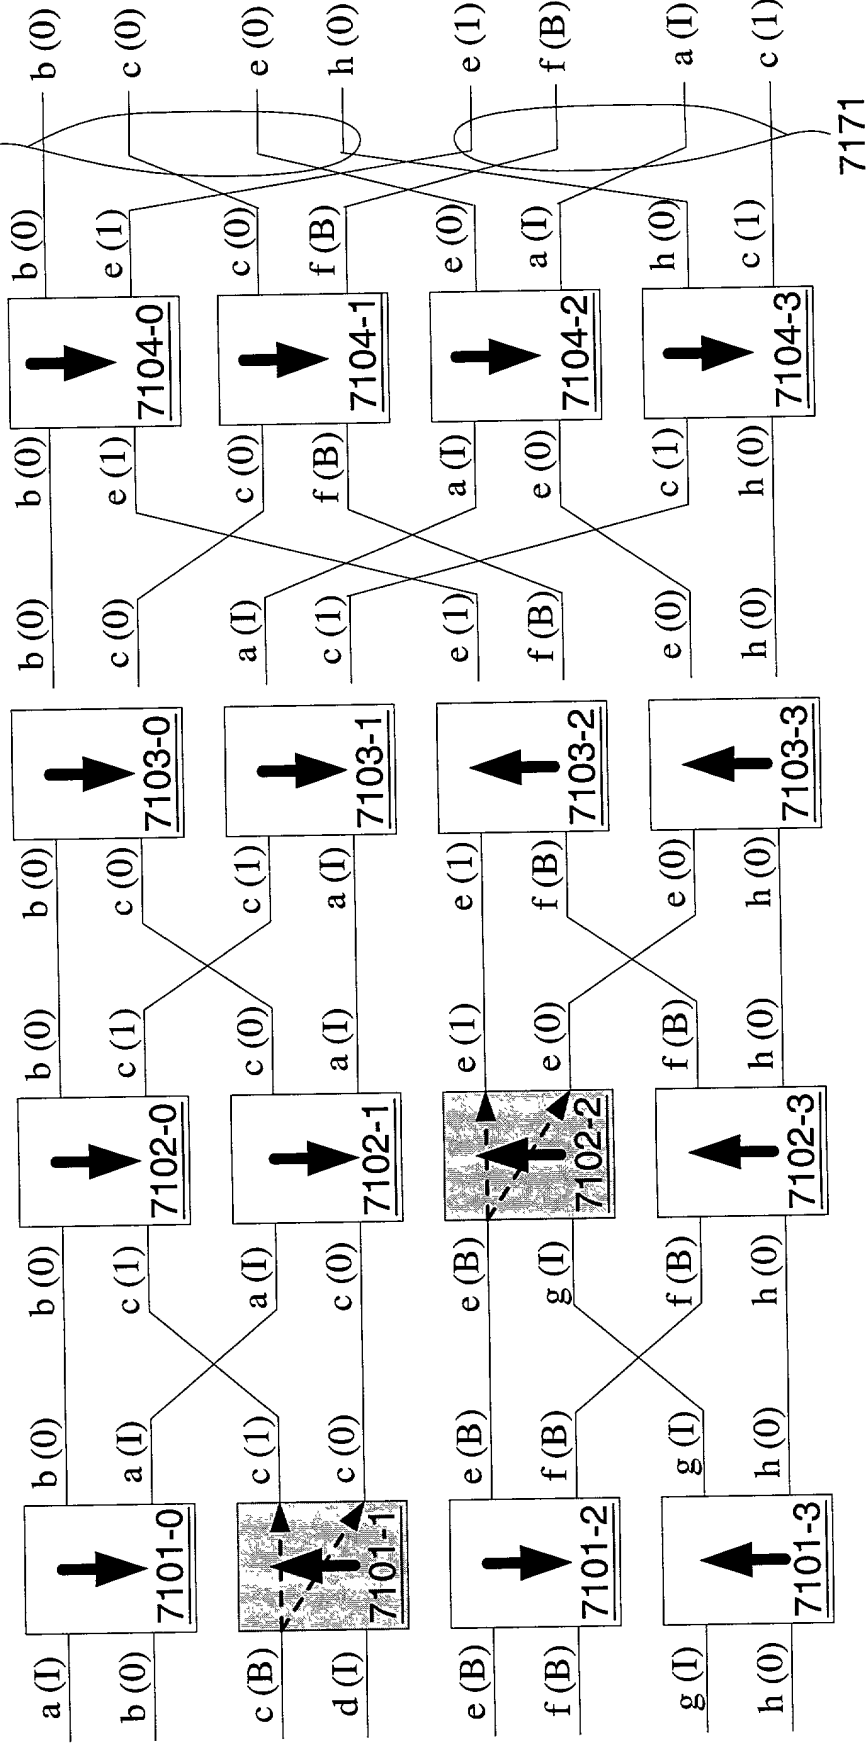 a (I)
b (0)
c (B)
d (I)
e (B)
f (B)
g (I)
h (0)
7101-0
7101-1
7101-2
7101-3
b (0)
a (I)
c (1)
c (0)
e (B)
f (B)
g (I)
h (0)
b (0)
c (1)
a (I)
c (0)
e (B)
g (I)
f (B)
h (0)
7102-0
7102-1
7102-2
7102-3
b (0)
c (1)
c (0)
a (I)
e (1)
e (0)
f (B)
h (0)
b (0)
c (0)
c (1)
a (I)
e (1)
f (B)
e (0)
h (0)
7103-0
7103-1
7103-2
7103-3
b (0)
c (0)
a (I)
c (1)
e (1)
f (B)
e (0)
h (0)
b (0)
e (1)
c (0)
f (B)
a (I)
e (0)
c (1)
h (0)
7104-0
7104-1
7104-2
7104-3
b (0)
e (1)
c (0)
f (B)
e (0)
a (I)
h (0)
c (1)
b (0)
c (0)
e (0)
h (0)
e (1)
f (B)
a (I)
c (1)
7171